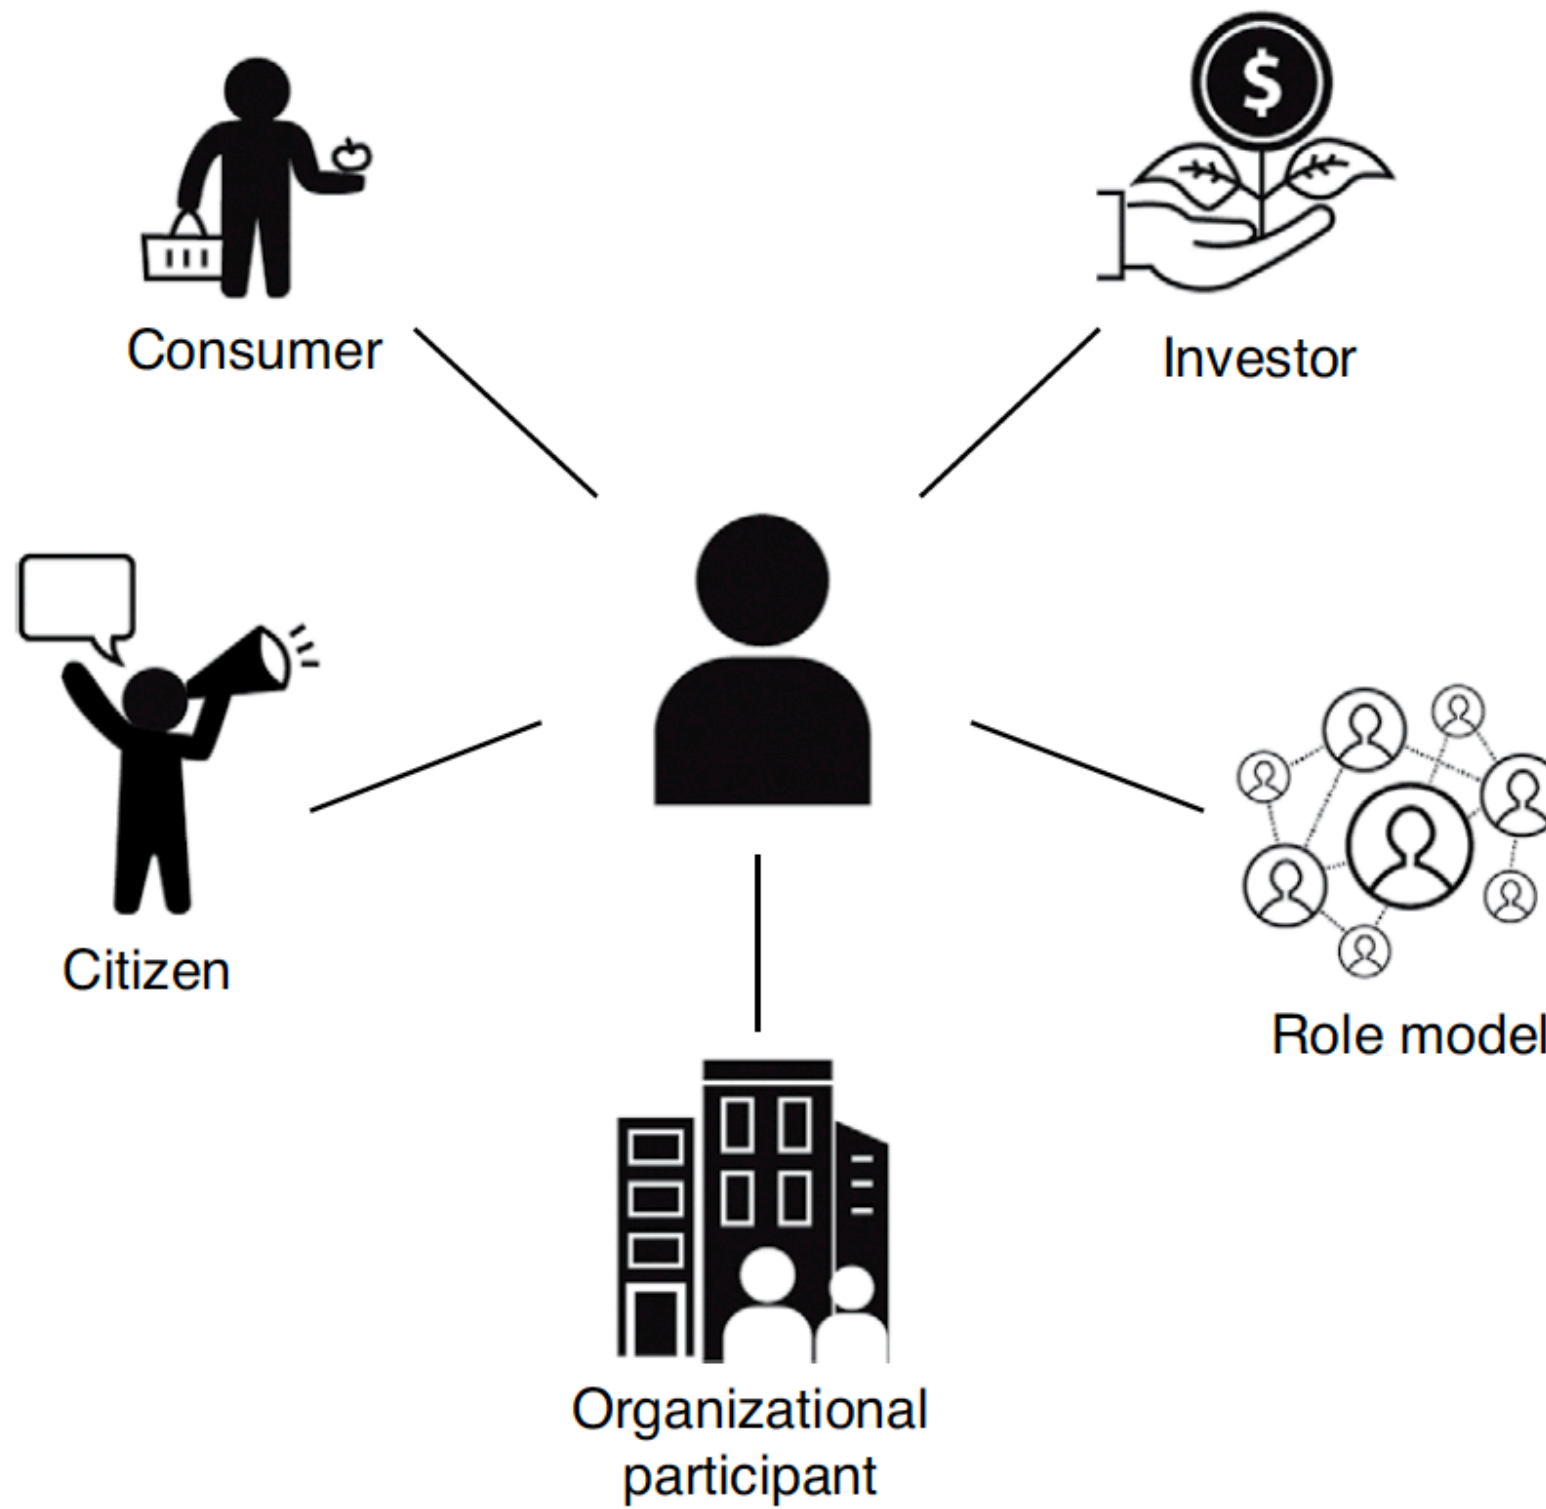 $
Consumer
Investor
Citizen
Role model
Organizational
participant